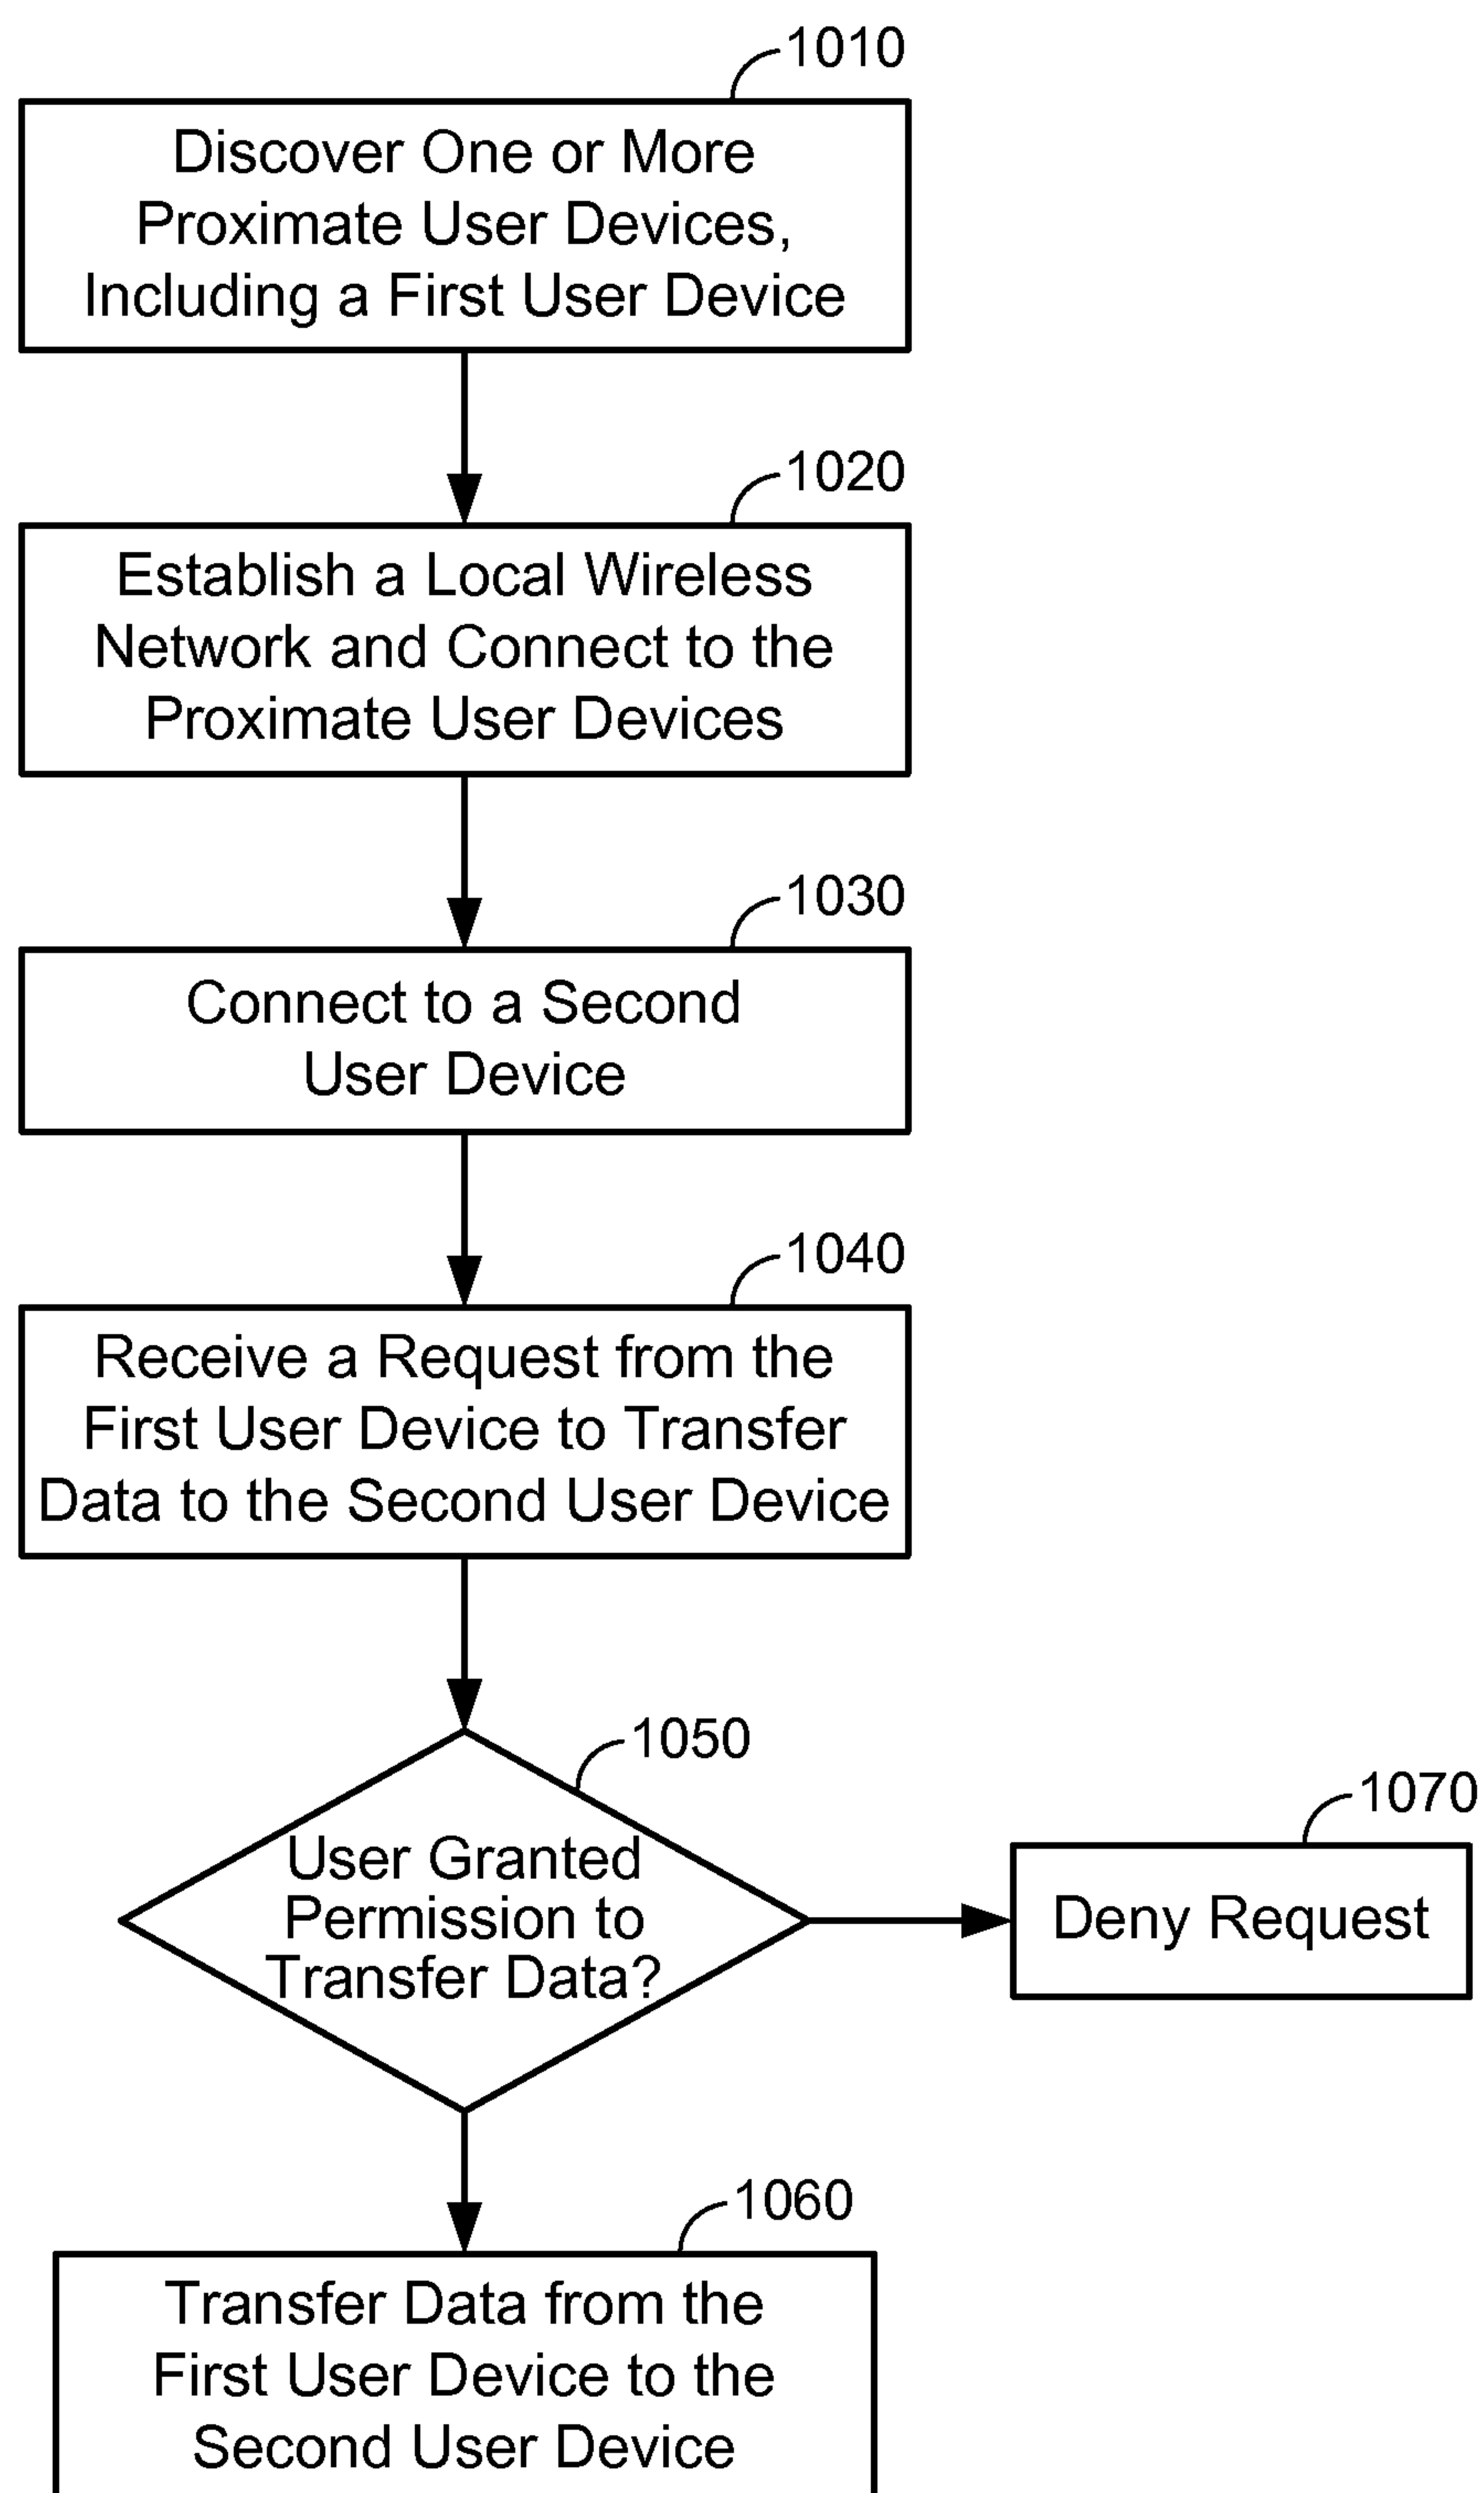 1010
Discover One or More
Proximate User Devices,
Including a First User Device
1020
Establish a Local Wireless
Network and Connect to the
Proximate User Devices
1030
Connect to a Second
User Device
1040
Receive a Request from the
First User Device to Transfer
Data to the Second User Device
1050
User Granted
Permission to
Transfer Data?
1070
Deny Request
1060
Transfer Data from the
First User Device to the
Second User Device